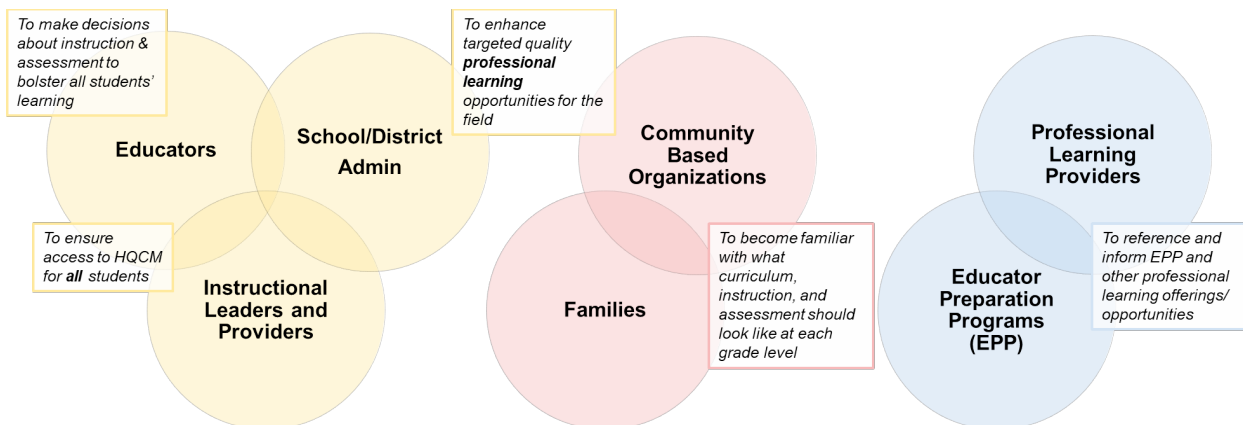 To make decisions
about instruction &
assessment to
bolster all students'
learning
Educators
School/District
Admin
To enhance
targeted quality
professional
learning
opportunities for the
field
To ensure
access to HQCM
for all students
Instructional
Leaders and
Providers
Community
Based
Organizations
Families
To become familiar
with what
curriculum,
instruction, and
assessment should
look like at each
grade level
Professional
Learning
Providers
Educator
Preparation
Programs
(EPP)
To reference and
inform EPP and
other professional
learning offerings/
opportunities